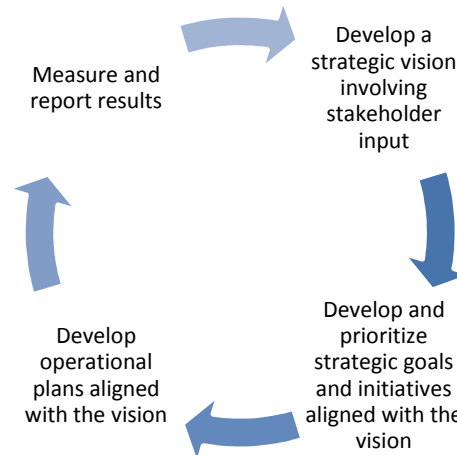 Develop a
strategic vision
involving
stakeholder
input
Develop and
prioritize
strategic goals
and initiatives
aligned with the
vision
Develop
operational
plans aligned
with the vision
Measure and
report results